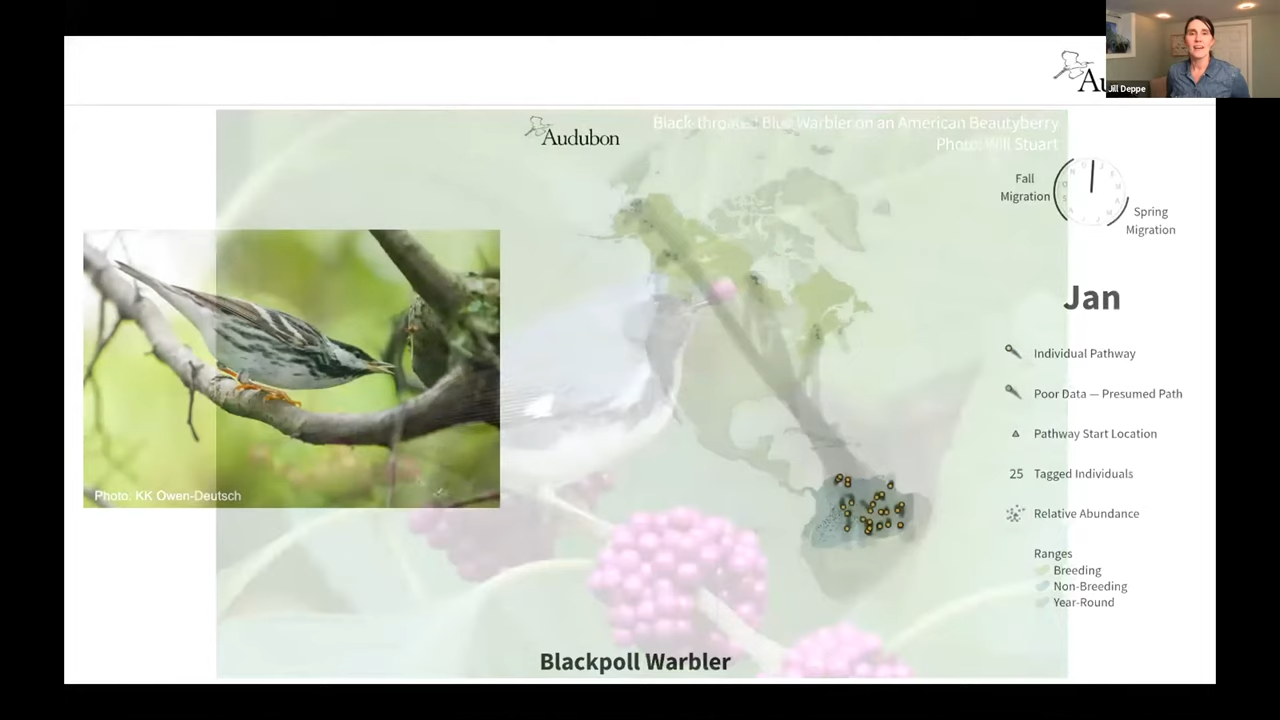 Au
Jill Deppe
Audubon
Black-throated Blue Warbler on an American Beautyberry
Photo: Will Stuart
Fall
Migration
Spring
Migration
Jan
Individual Pathway
Poor Data — Presumed Path
Pathway Start Location
25 Tagged Individuals
Relative Abundance
Ranges
Breeding
Non-Breeding
Year-Round
Photo: KK Owen-Deutsch
Blackpoll Warbler